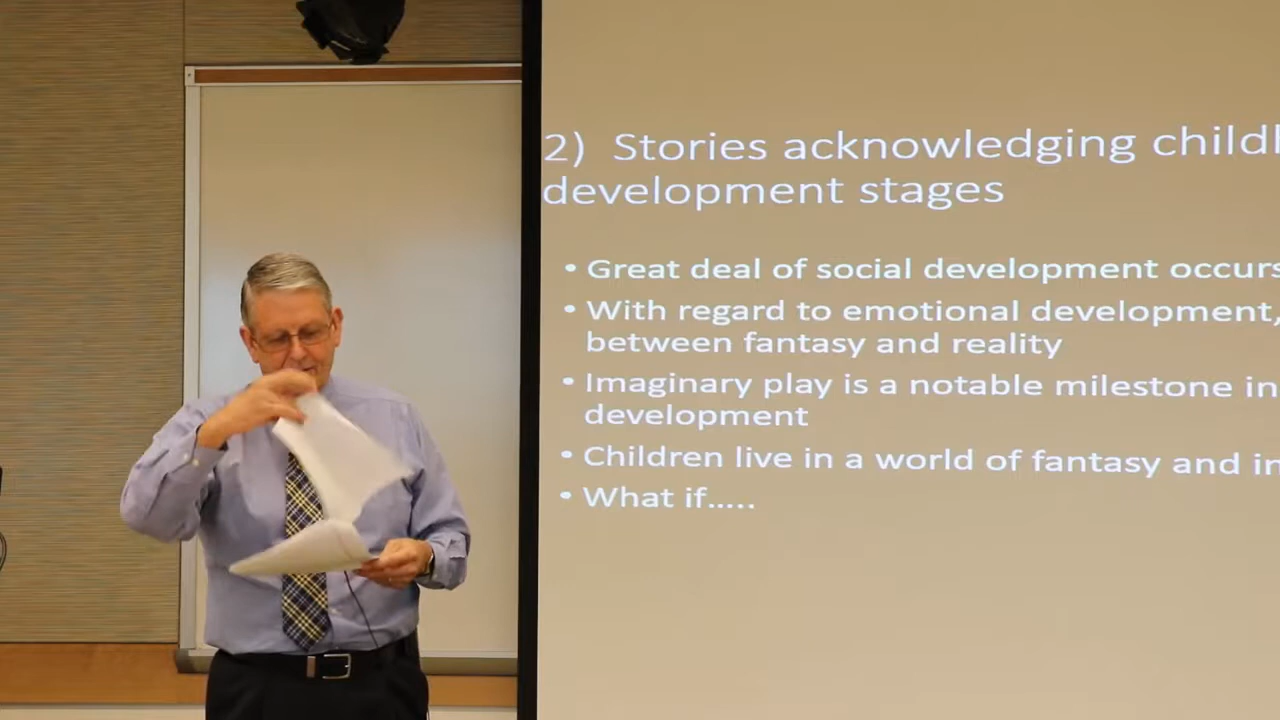 2) Stories acknowledging child
development stages
• Great deal of social development occurs
• With regard to emotional development,
between fantasy and reality
• Imaginary play is a notable milestone in
development
• Children live in a world of fantasy and in
• What if.....